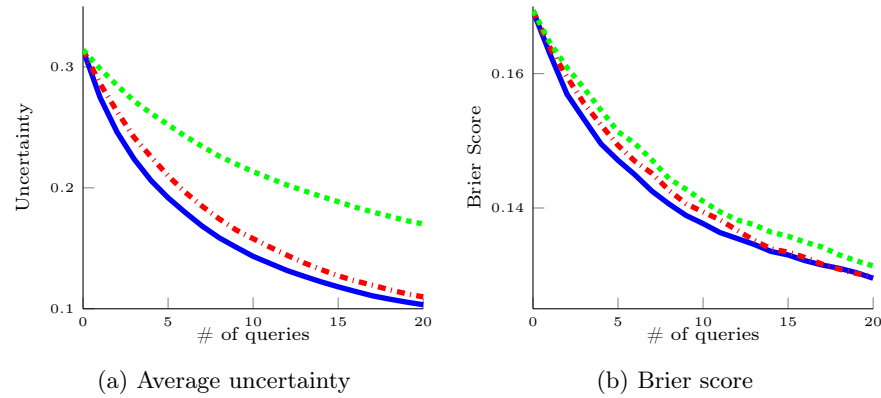 Uncertainty
0.3
0.2
0.1
0 5 10 15 20
# of queries
(a) Average uncertainty
Brier Score
0.16
0.14
0 5 10 15 20
# of queries
(b) Brier score